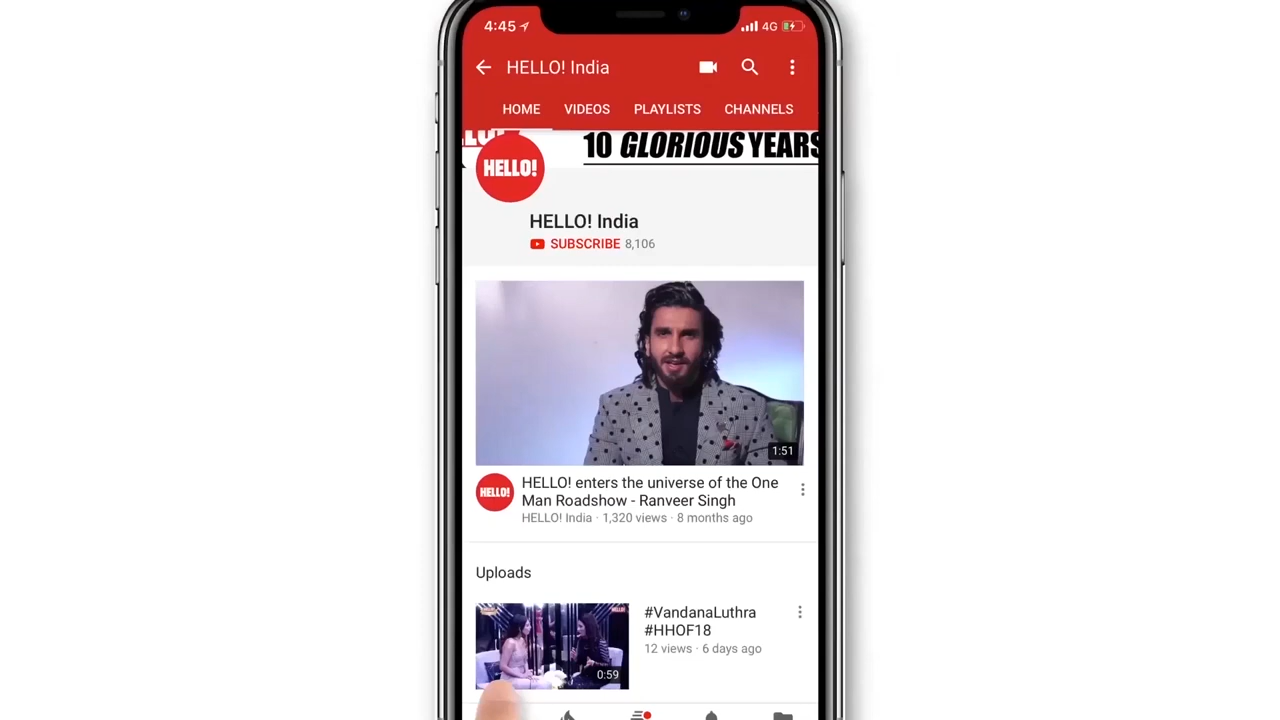 4:45
4G
HELLO! India
HOME VIDEOS PLAYLISTS CHANNELS
10 GLORIOUS YEARS
HELLO!
HELLO! India
SUBSCRIBE 8,106
1:51
HELLO!
HELLO! enters the universe of the One
Man Roadshow - Ranveer Singh
HELLO! India · 1,320 views · 8 months ago
Uploads
#VandanaLuthra
#HHOF18
12 views · 6 days ago
0:59